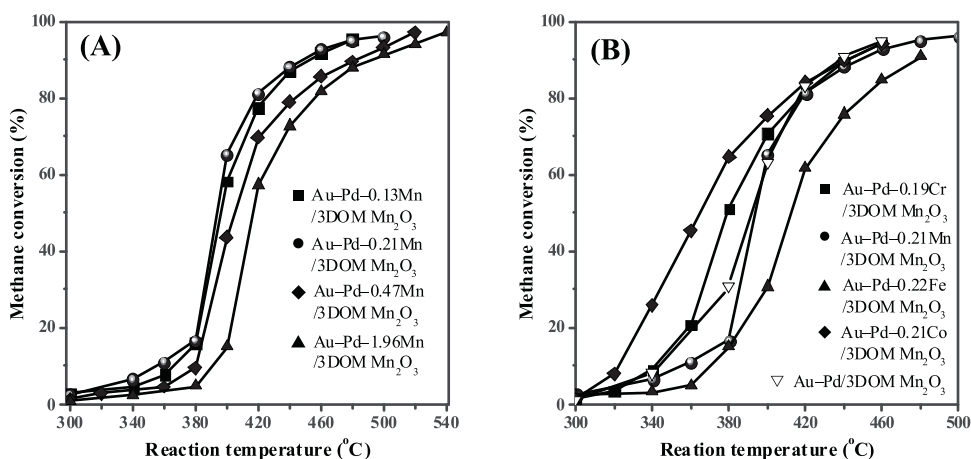 (A)
Methane conversion (%)
100
80
60
40
20
0
300
340
380
420
460
500
540
Reaction temperature (°C)
Au–Pd–0.13Mn
/3DOM Mn₂O₃
Au–Pd–0.21Mn
/3DOM Mn₂O₃
Au–Pd–0.47Mn
/3DOM Mn₂O₃
Au–Pd–1.96Mn
/3DOM Mn₂O₃
(B)
Methane conversion (%)
100
80
60
40
20
0
300
340
380
420
460
500
Reation temperature (°C)
Au–Pd–0.19Cr
/3DOM Mn₂O₃
Au–Pd–0.21Mn
/3DOM Mn₂O₃
Au–Pd–0.22Fe
/3DOM Mn₂O₃
Au–Pd–0.21Co
/3DOM Mn₂O₃
Au–Pd/3DOM Mn₂O₃